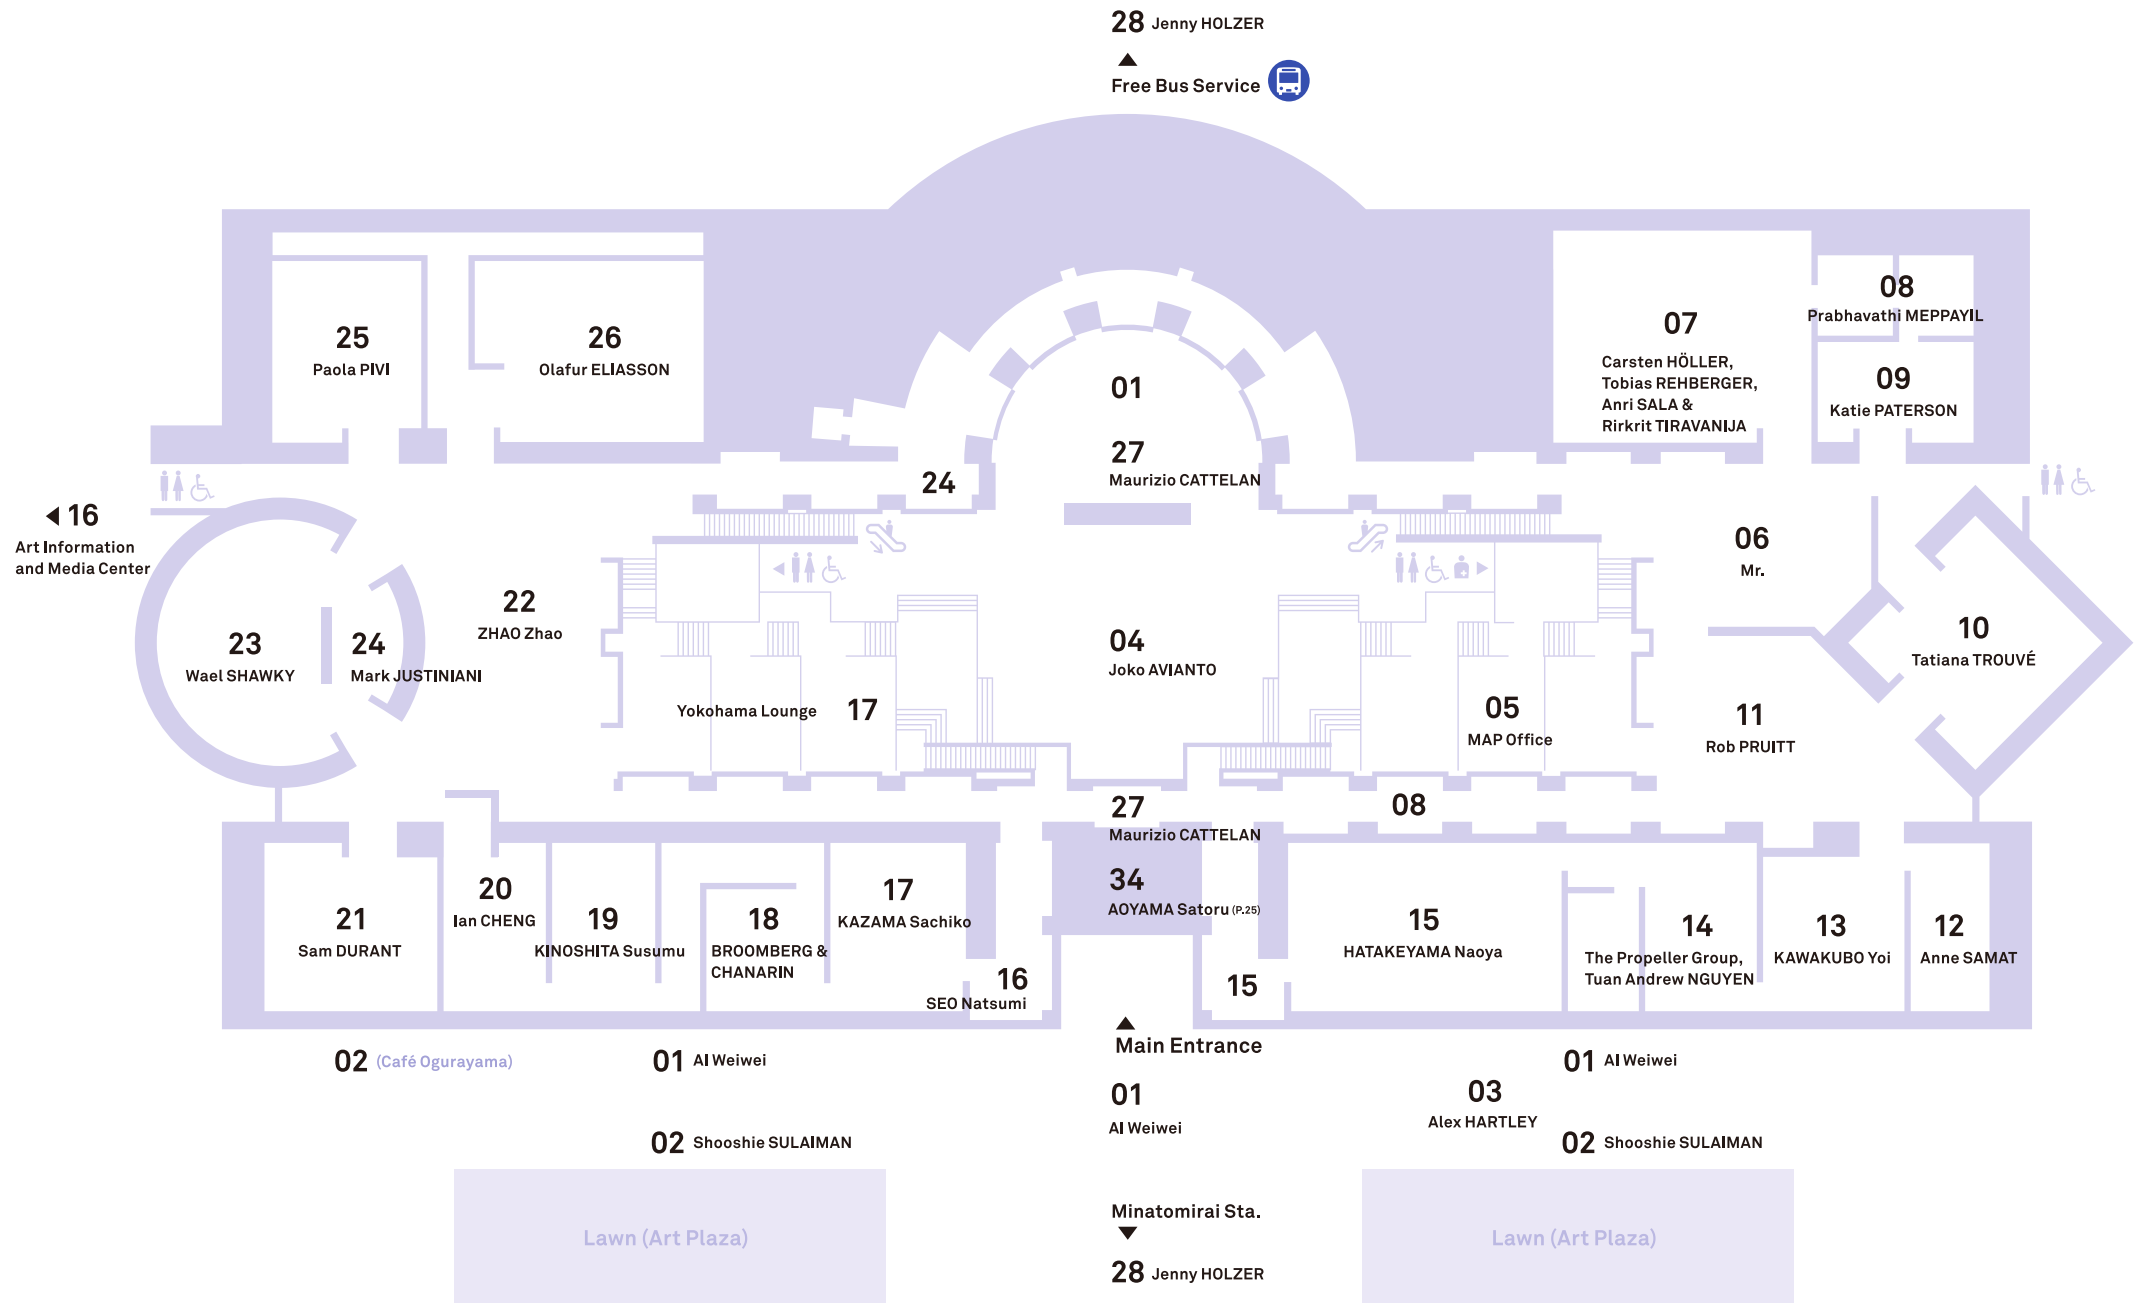 28 Jenny HOLZER
Free Bus Service
25
Paola PIVI
26
Olafur ELIASSON
01
27
Maurizio CATTELAN
24
07
Carsten HÖLLER,
Tobias REHBERGER,
Anri SALA &
Rirkrit TIRAVANIJA
08
Prabhavathi MEPPAYIL
09
Katie PATERSON
16
Art Information
and Media Center
23
Wael SHAWKY
24
Mark JUSTINIANI
22
ZHAO Zhao
Yokohama Lounge
17
04
Joko AVIANTO
05
MAP Office
06
Mr.
11
Rob PRUITT
10
Tatiana TROUVÉ
27
Maurizio CATTELAN
08
34
AOYAMA Satoru (P.25)
21
Sam DURANT
20
Ian CHENG
19
KINOSHITA Susumu
18
BROOMBERG &
CHANARIN
17
KAZAMA Sachiko
16
SEO Natsumi
15
15
HATAKEYAMA Naoya
14
The Propeller Group,
Tuan Andrew NGUYEN
13
KAWAKUBO Yoi
12
Anne SAMAT
02 (Café Ogurayama)
01 AI Weiwei
Main Entrance
01
AI Weiwei
01 AI Weiwei
03
Alex HARTLEY
02 Shooshie SULAIMAN
02 Shooshie SULAIMAN
Lawn (Art Plaza)
Minatomirai Sta.
28 Jenny HOLZER
Lawn (Art Plaza)